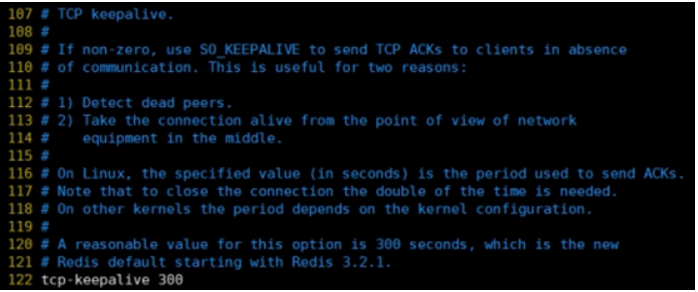 107 # TCP keepalive.
108 #
109 # If non-zero, use SO_KEEPALIVE to send TCP ACKs to clients in absence
110 # of communication. This is useful for two reasons:
111 #
112 # 1) Detect dead peers.
113 # 2) Take the connection alive from the point of view of network
114 #    equipment in the middle.
115 #
116 # On Linux, the specified value (in seconds) is the period used to send ACKs.
117 # Note that to close the connection the double of the time is needed.
118 # On other kernels the period depends on the kernel configuration.
119 #
120 # A reasonable value for this option is 300 seconds, which is the new
121 # Redis default starting with Redis 3.2.1.
122 tcp-keepalive 300